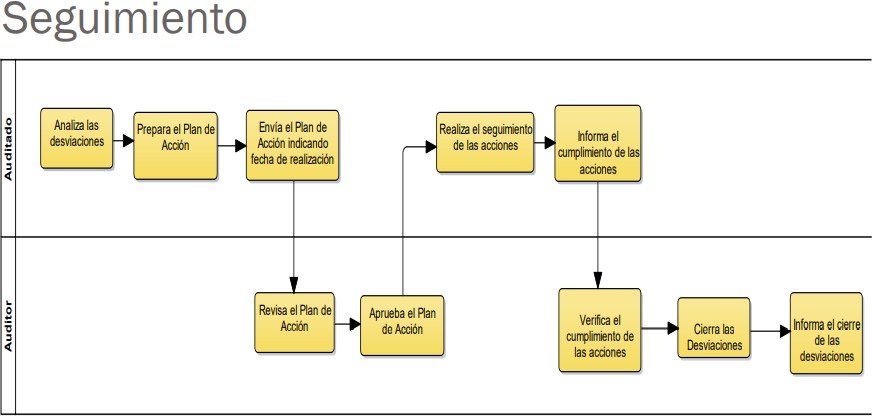 Seguimiento
Auditado
Analiza las
desviaciones
Prepara el Plan de
Acción
Envía el Plan de
Acción indicando
fecha de realización
Realiza el seguimiento
de las acciones
Informa el
cumplimiento de las
acciones
Auditor
Revisa el Plan de
Acción
Aprueba el Plan
de Acción
Verifica el
cumplimiento de
las acciones
Cierra las
Desviaciones
Informa el cierre
de las
desviaciones